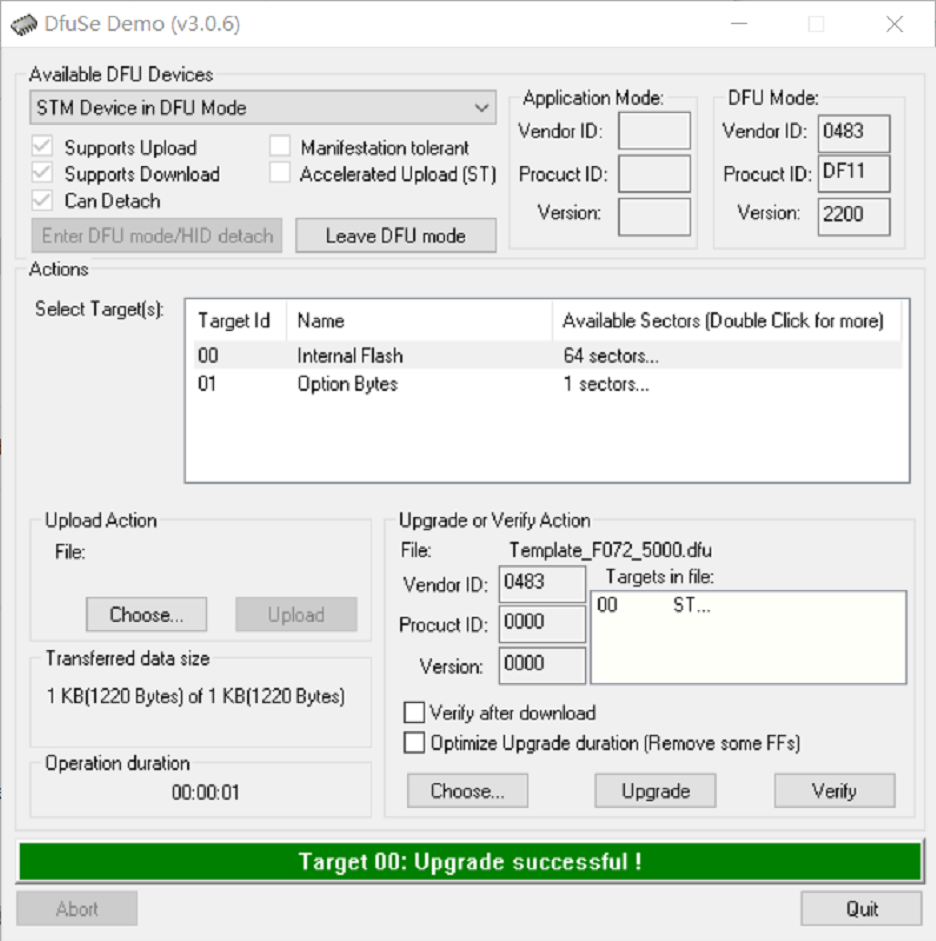 DfuSe Demo (v3.0.6)
Available DFU Devices
STM Device in DFU Mode
Supports Upload
Manifestation tolerant
Supports Download
Accelerated Upload (ST)
Can Detach
Enter DFU mode/HID detach
Leave DFU mode
Application Mode:
Vendor ID:
Procuct ID:
Version:
DFU Mode:
Vendor ID: 0483
Procuct ID: DF11
Version: 2200
Actions
Select Target(s):
Target Id Name Available Sectors (Double Click for more)
00 Internal Flash 64 sectors...
01 Option Bytes 1 sectors...
Upload Action
File:
Choose...
Upload
Transferred data size
1 KB(1220 Bytes) of 1 KB(1220 Bytes)
Operation duration
00:00:01
Upgrade or Verify Action
File: Template_F072_5000.dfu
Vendor ID: 0483
Procuct ID: 0000
Version: 0000
Targets in file:
00 ST...
Verify after download
Optimize Upgrade duration (Remove some FFs)
Choose...
Upgrade
Verify
Target 00: Upgrade successful !
Abort
Quit